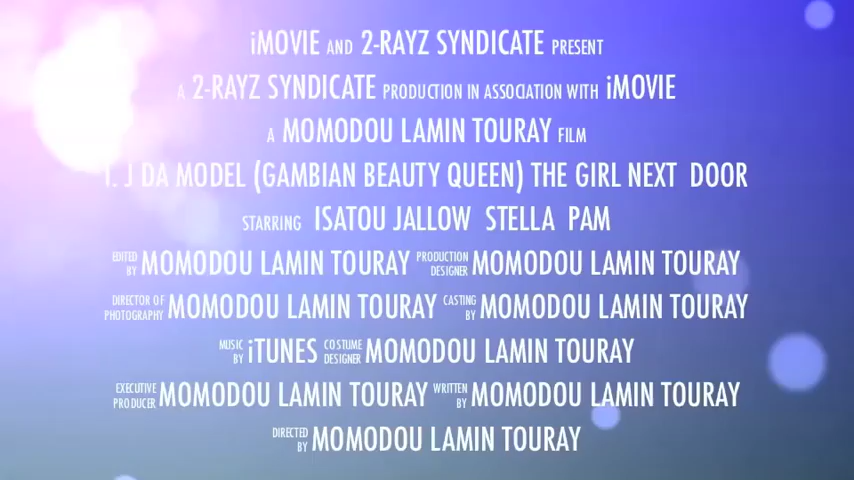 iMOVIE AND 2-RAYZ SYNDICATE PRESENT
A 2-RAYZ SYNDICATE PRODUCTION IN ASSOCIATION WITH iMOVIE
A MOMODOU LAMIN TOURAY FILM
I. J DA MODEL (GAMBIAN BEAUTY QUEEN) THE GIRL NEXT DOOR
STARRING ISATOU JALLOW STELLA PAM
EDITED BY MOMODOU LAMIN TOURAY PRODUCTION DESIGNER MOMODOU LAMIN TOURAY
DIRECTOR OF PHOTOGRAPHY MOMODOU LAMIN TOURAY CASTING BY MOMODOU LAMIN TOURAY
MUSIC BY iTUNES COSTUME DESIGNER MOMODOU LAMIN TOURAY
EXECUTIVE PRODUCER MOMODOU LAMIN TOURAY WRITTEN BY MOMODOU LAMIN TOURAY
DIRECTED BY MOMODOU LAMIN TOURAY